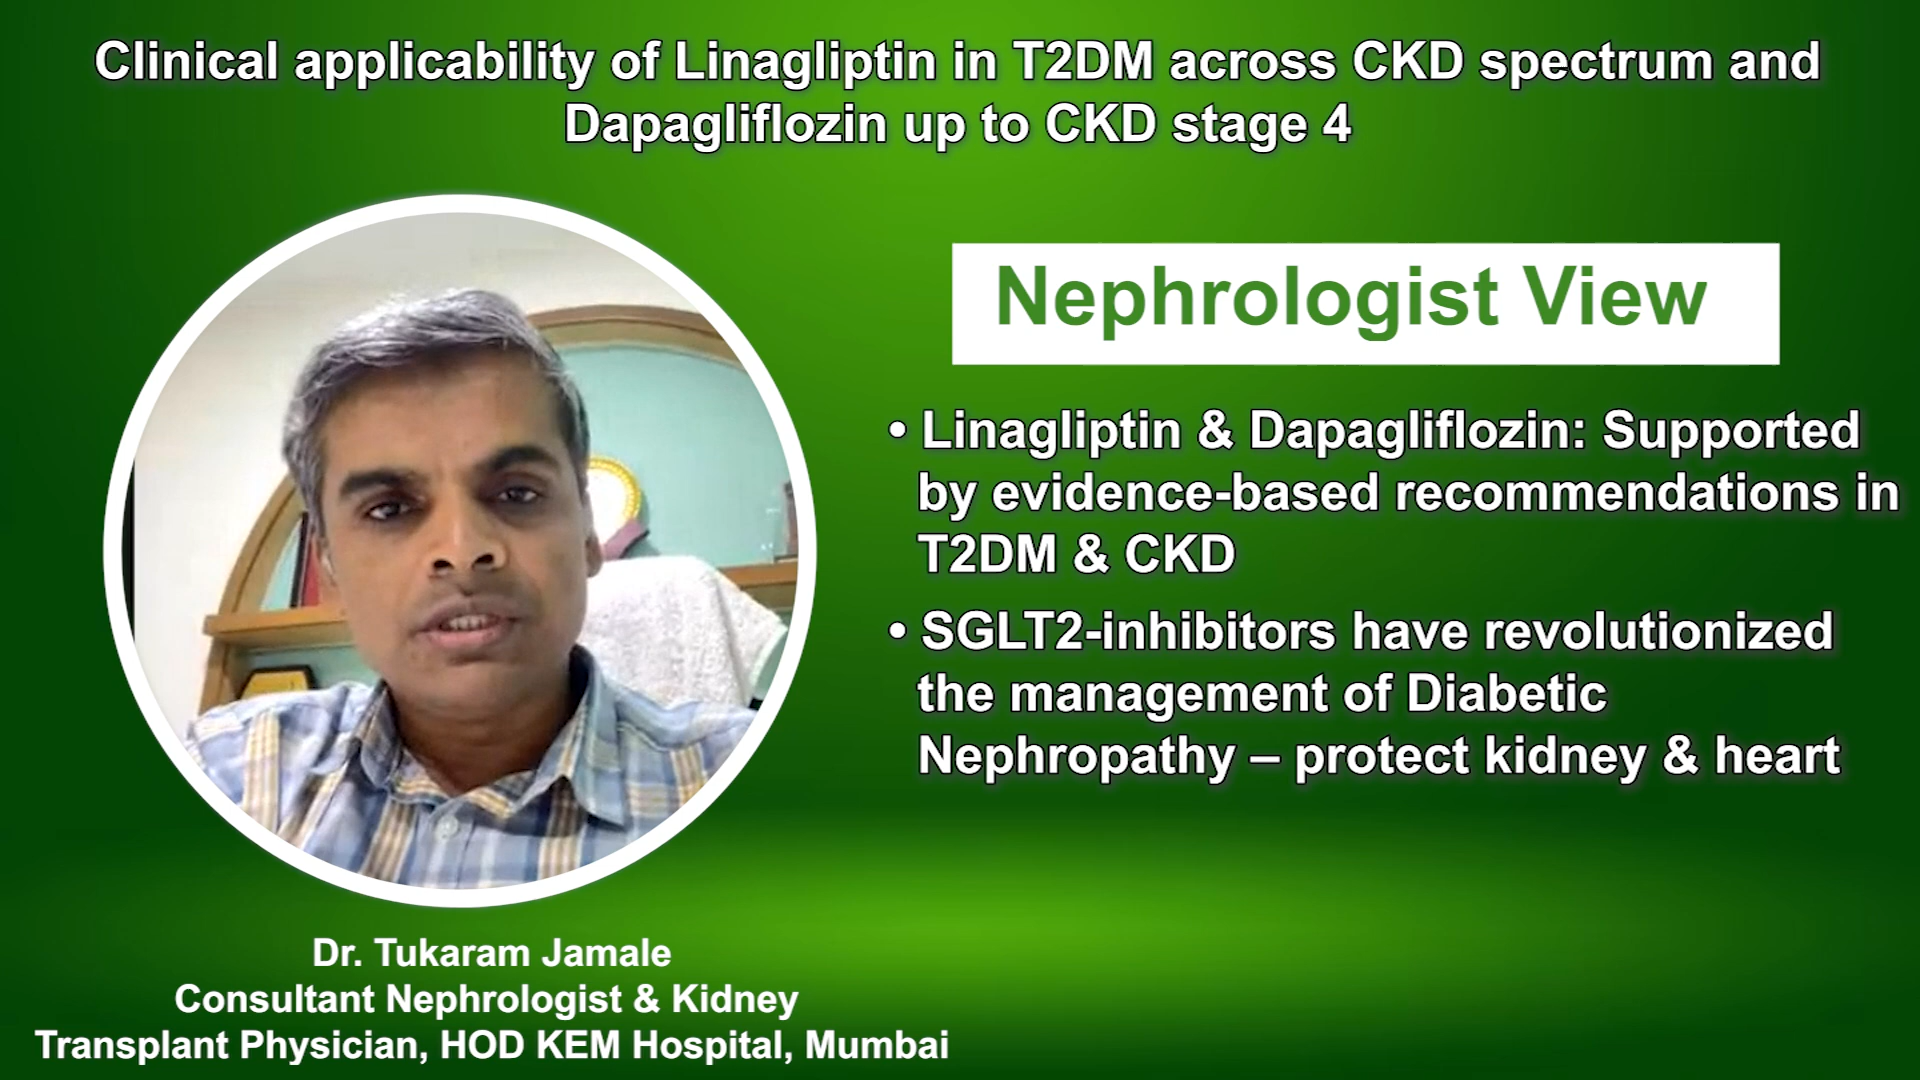 Clinical applicability of Linagliptin in T2DM across CKD spectrum and
Dapagliflozin up to CKD stage 4
Nephrologist View
• Linagliptin & Dapagliflozin: Supported
by evidence-based recommendations in
T2DM & CKD
• SGLT2-inhibitors have revolutionized
the management of Diabetic
Nephropathy – protect kidney & heart
Dr. Tukaram Jamale
Consultant Nephrologist & Kidney
Transplant Physician, HOD KEM Hospital, Mumbai